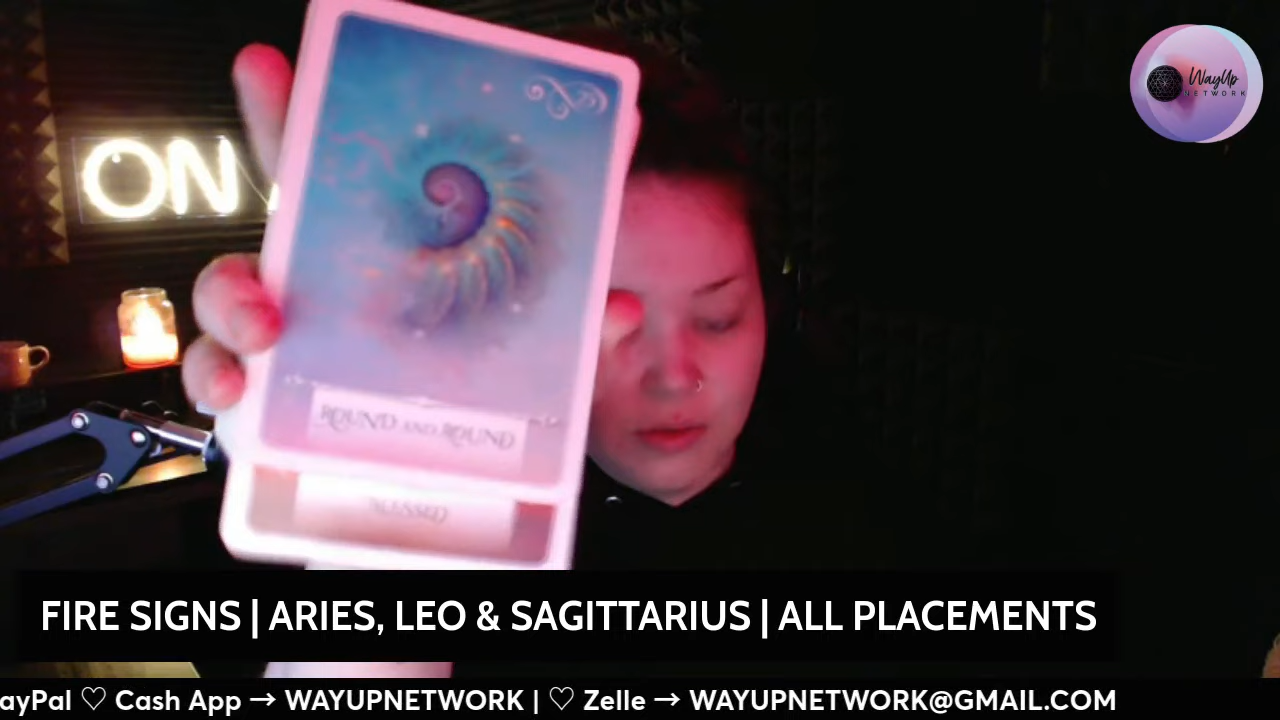 WayUp
NETWORK
ON
ROUND AND ROUND
FIRE SIGNS | ARIES, LEO & SAGITTARIUS | ALL PLACEMENTS
ayPal ♡ Cash App → WAYUPNETWORK | ♡ Zelle → WAYUPNETWORK@GMAIL.COM